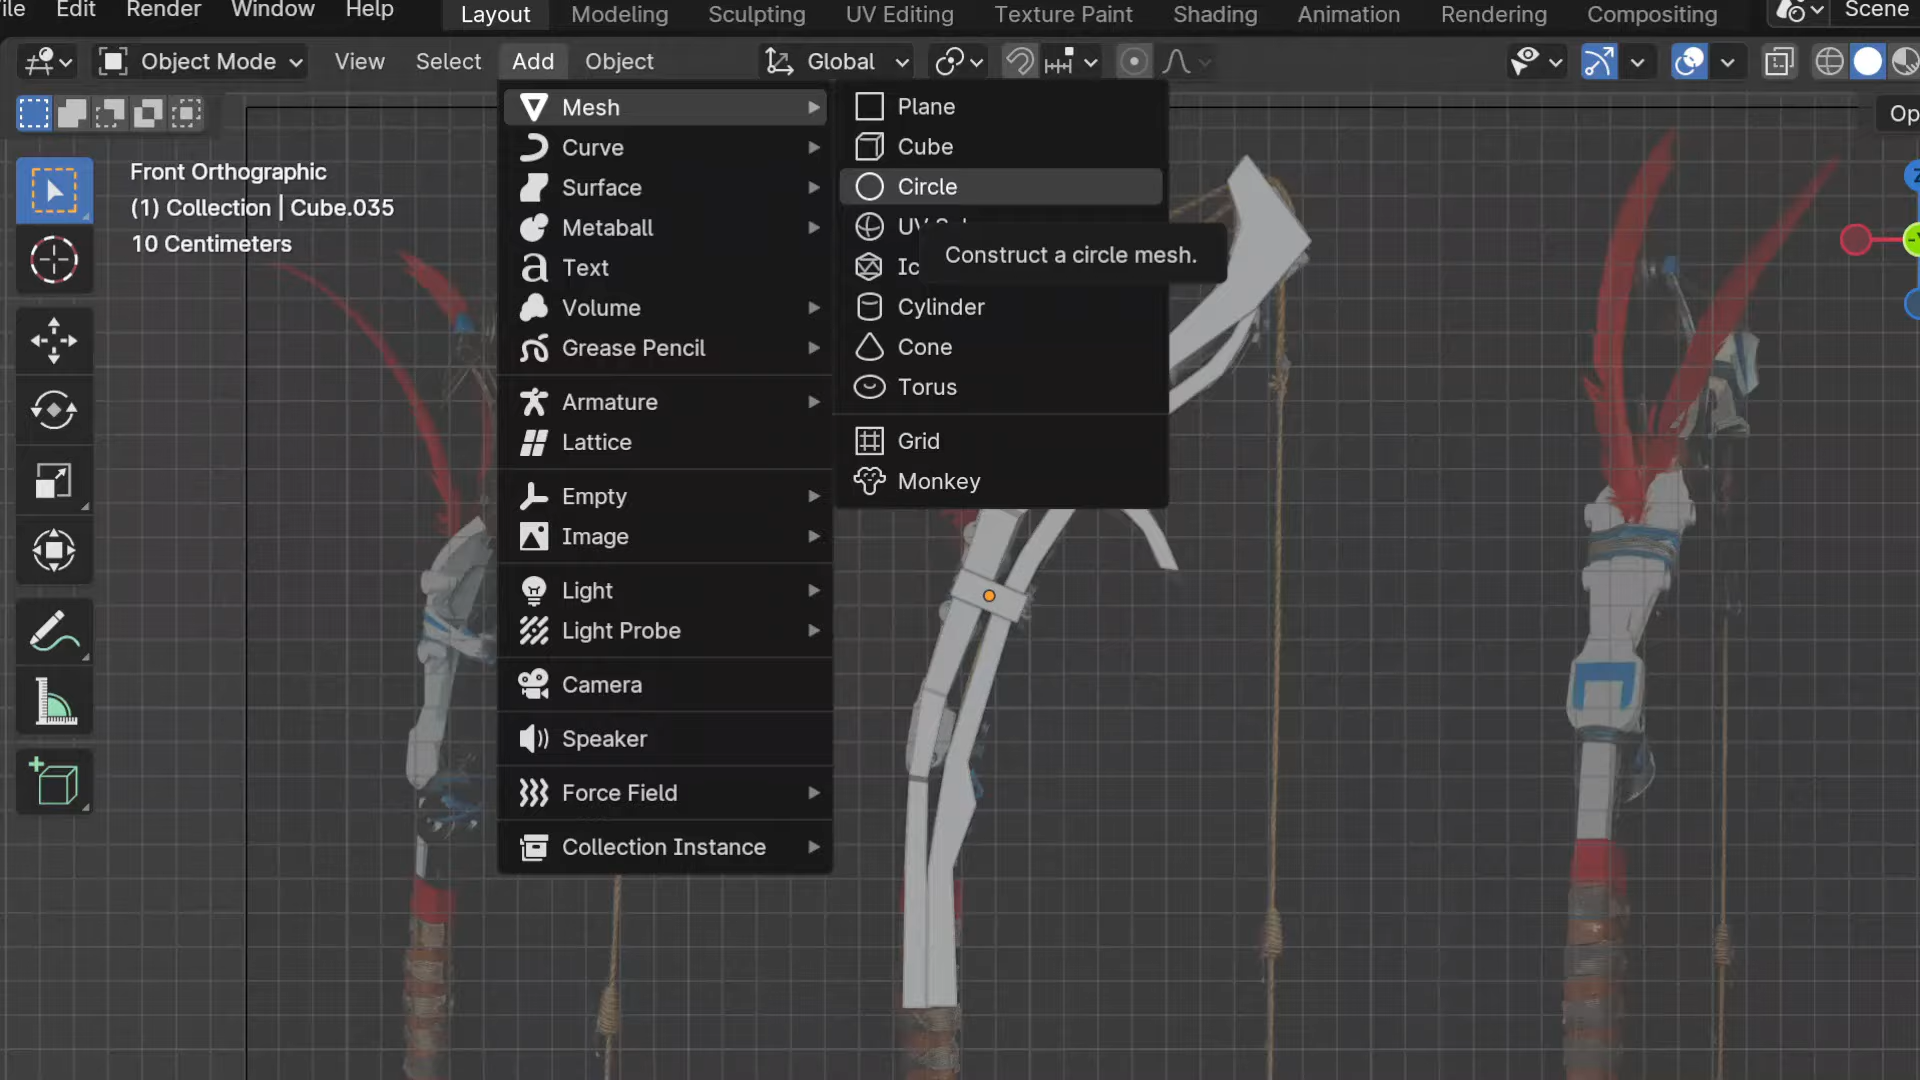 ile Edit Render Window Help Layout Modeling Sculpting UV Editing Texture Paint Shading Animation Rendering Compositing Scene
Object Mode View Select Add Object Global
Front Orthographic
(1) Collection | Cube.035
10 Centimeters
Mesh
Curve
Surface
Metaball
Text
Volume
Grease Pencil
Armature
Lattice
Empty
Image
Light
Light Probe
Camera
Speaker
Force Field
Collection Instance
Plane
Cube
Circle
UV
Ic
Construct a circle mesh.
Cylinder
Cone
Torus
Grid
Monkey
Op
Z